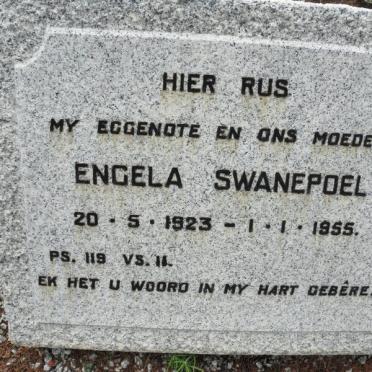 HIER RUS
MY EGGENOTE EN ONS MOEDE
ENGELA SWANEPOEL
20 · 5 · 1923 – 1 · 1 · 1955.
PS. 119 VS. 11.
EK HET U WOORD IN MY HART GEBÊRE.